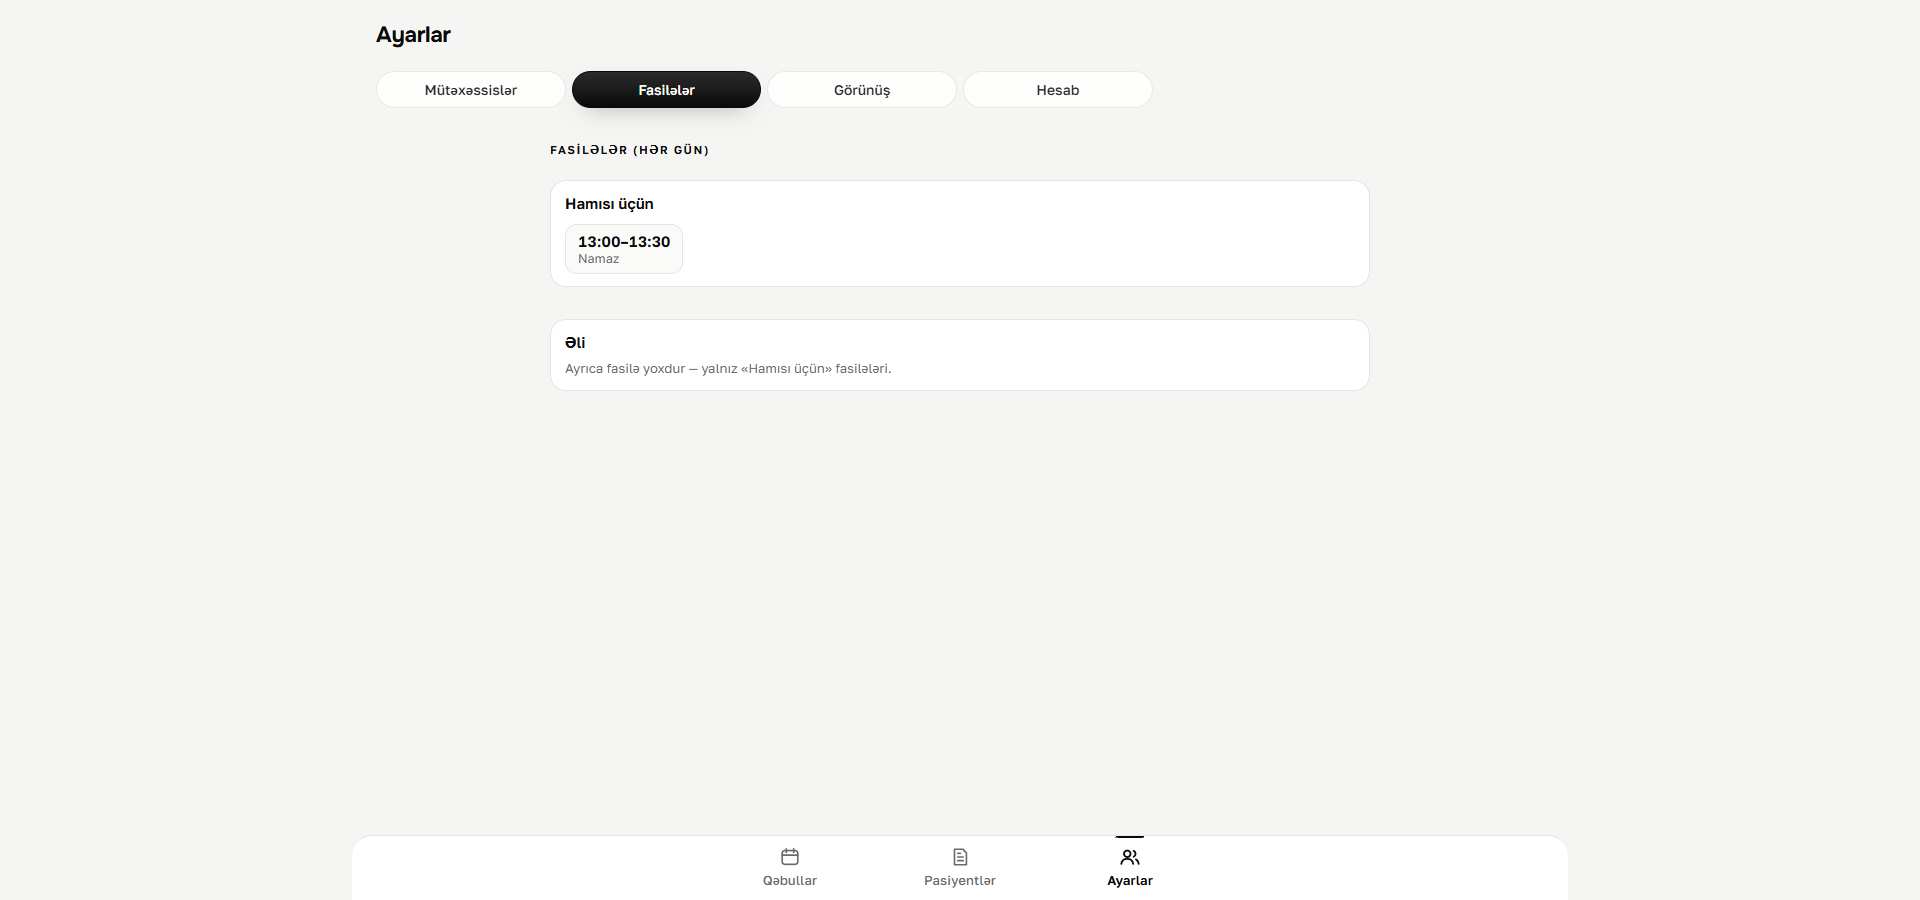 Ayarlar
Mütəxəssislər
Fasilələr
Görünüş
Hesab
FASİLƏLƏR (HƏR GÜN)
Hamısı üçün
13:00–13:30
Namaz
Əli
Ayrıca fasilə yoxdur — yalnız «Hamısı üçün» fasilələri.
Qəbullar
Pasiyentlər
Ayarlar